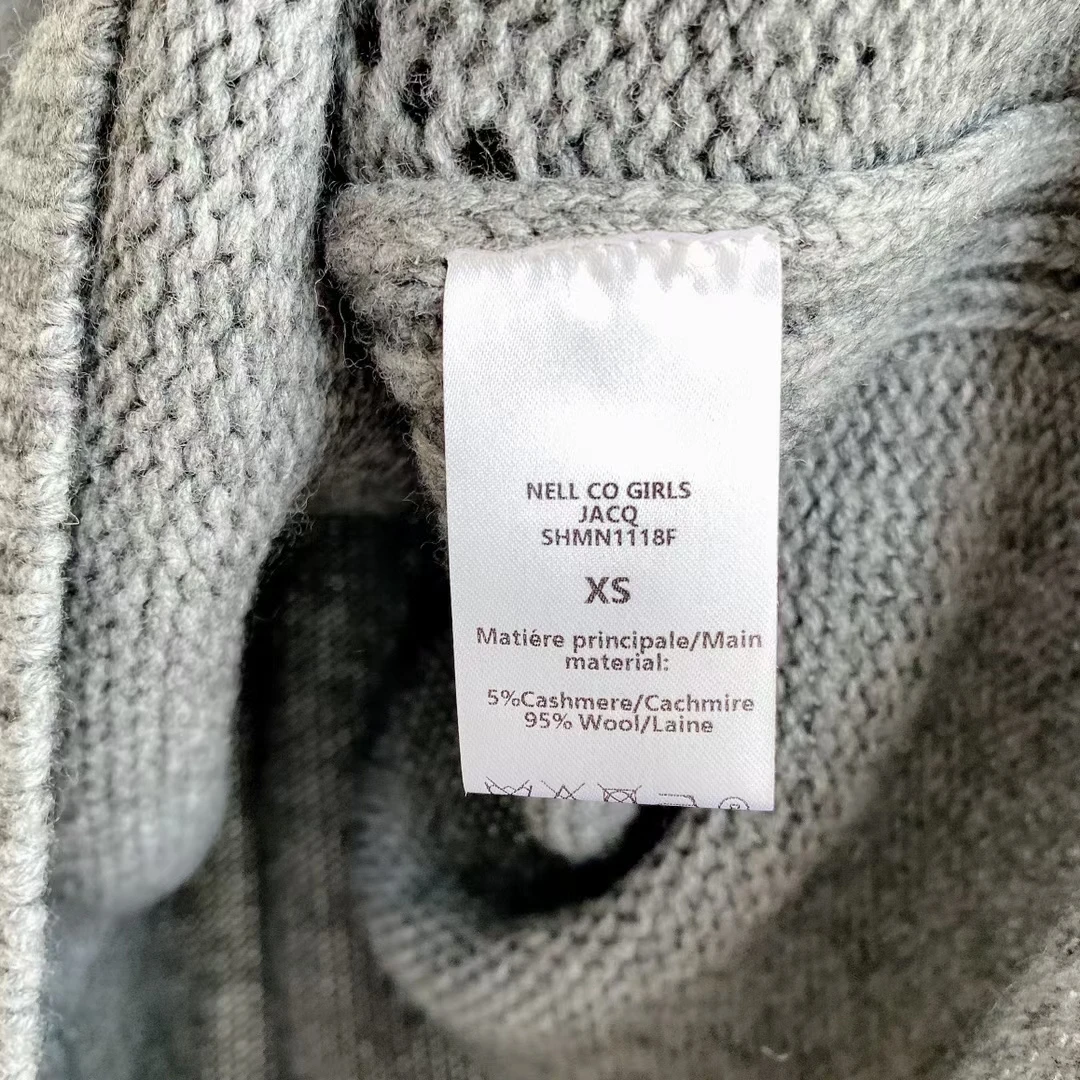 NELL CO GIRLS
JACQ
SHMN1118F
XS
Matiére principale/Main
material:
5%Cashmere/Cachmire
95% Wool/Laine